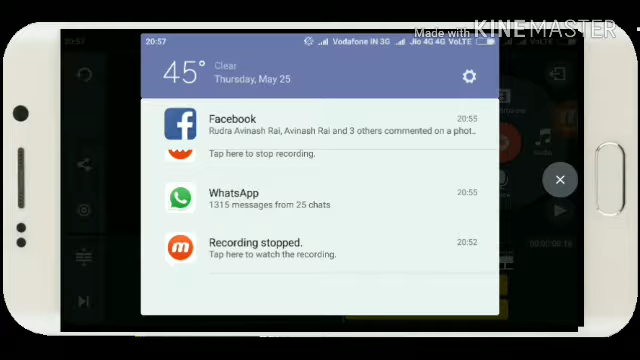 Made with KINEMASTER
20:57
20:57
Vodafone IN 3G
Jio 4G 4G VoLTE
45°
Clear
Thursday, May 25
Facebook
20:55
Rudra Avinash Rai, Avinash Rai and 3 others commented on a phot..
Tap here to stop recording.
WhatsApp
20:55
1315 messages from 25 chats
Recording stopped.
20:52
Tap here to watch the recording.